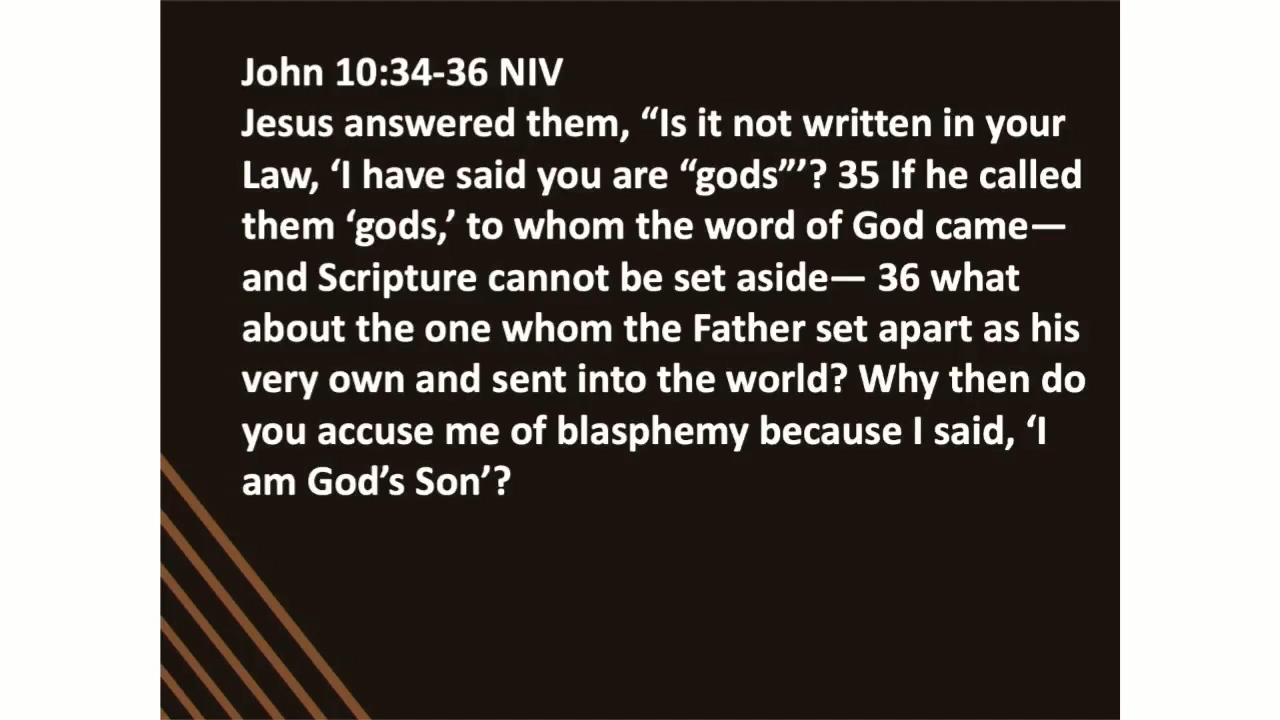 John 10:34-36 NIV
Jesus answered them, “Is it not written in your
Law, ‘I have said you are “gods”’? 35 If he called
them ‘gods,’ to whom the word of God came—
and Scripture cannot be set aside— 36 what
about the one whom the Father set apart as his
very own and sent into the world? Why then do
you accuse me of blasphemy because I said, ‘I
am God’s Son’?